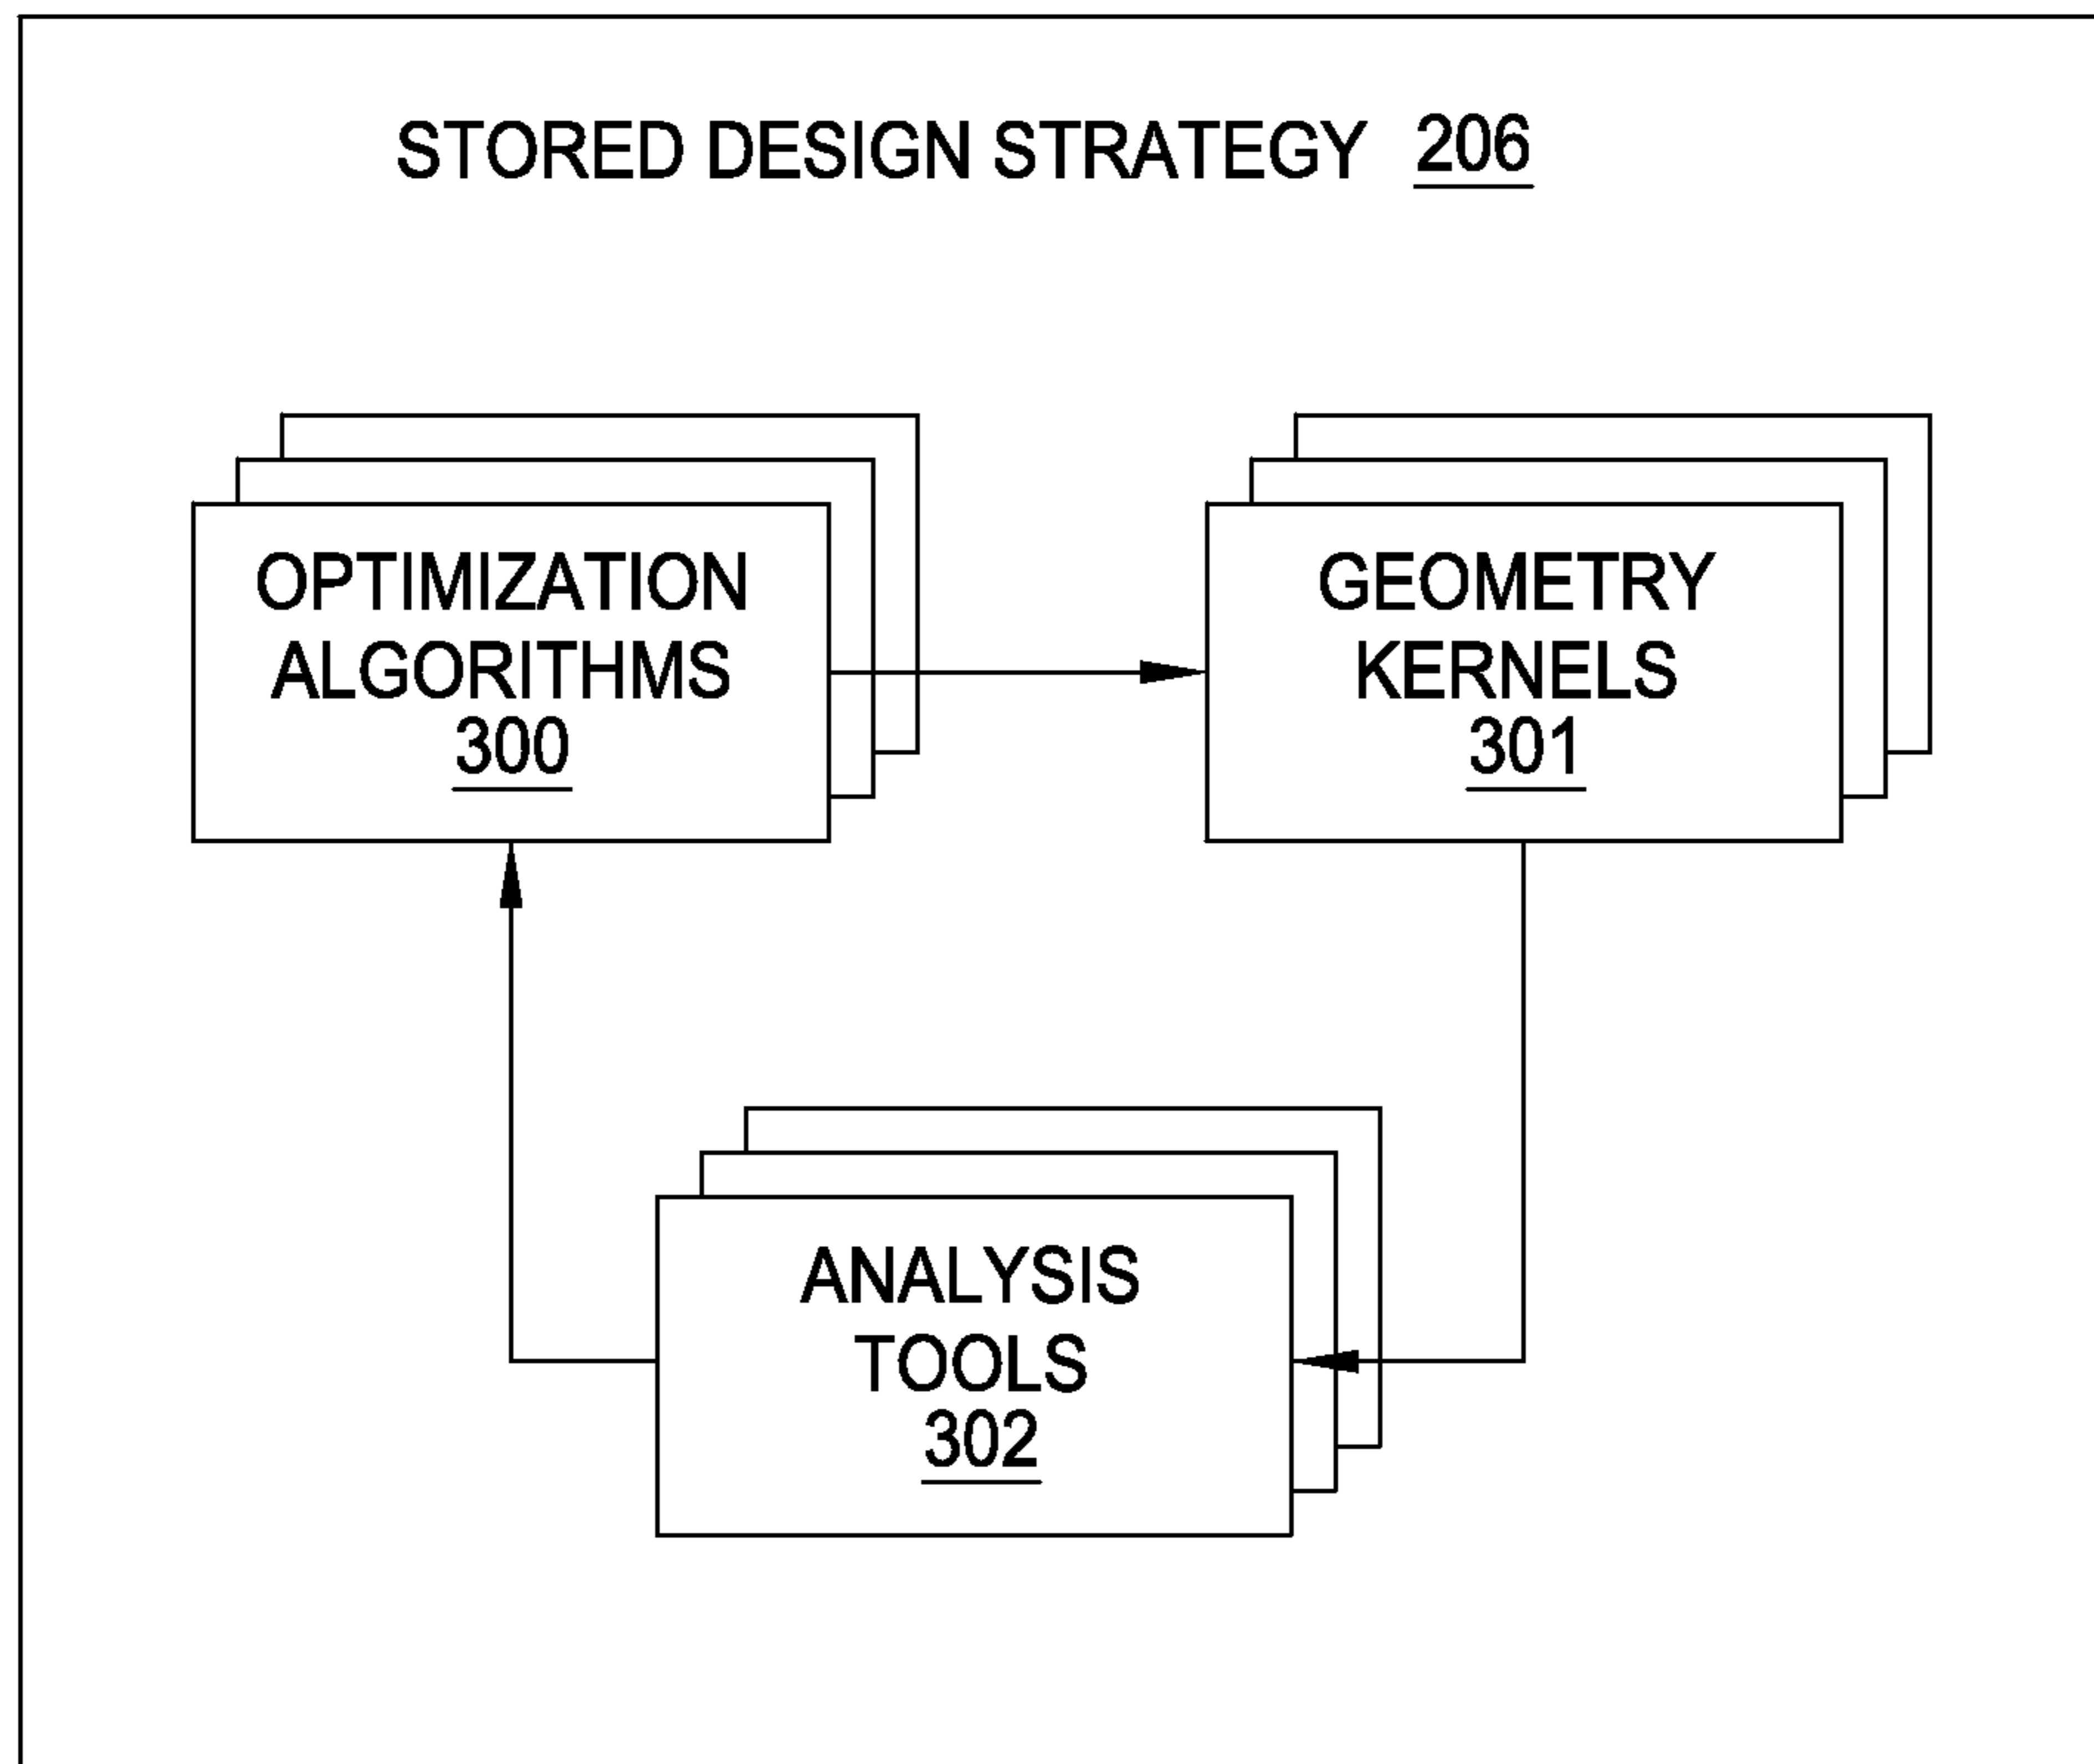 STORED DESIGN STRATEGY 206
OPTIMIZATION
ALGORITHMS
300
GEOMETRY
KERNELS
301
ANALYSIS
TOOLS
302